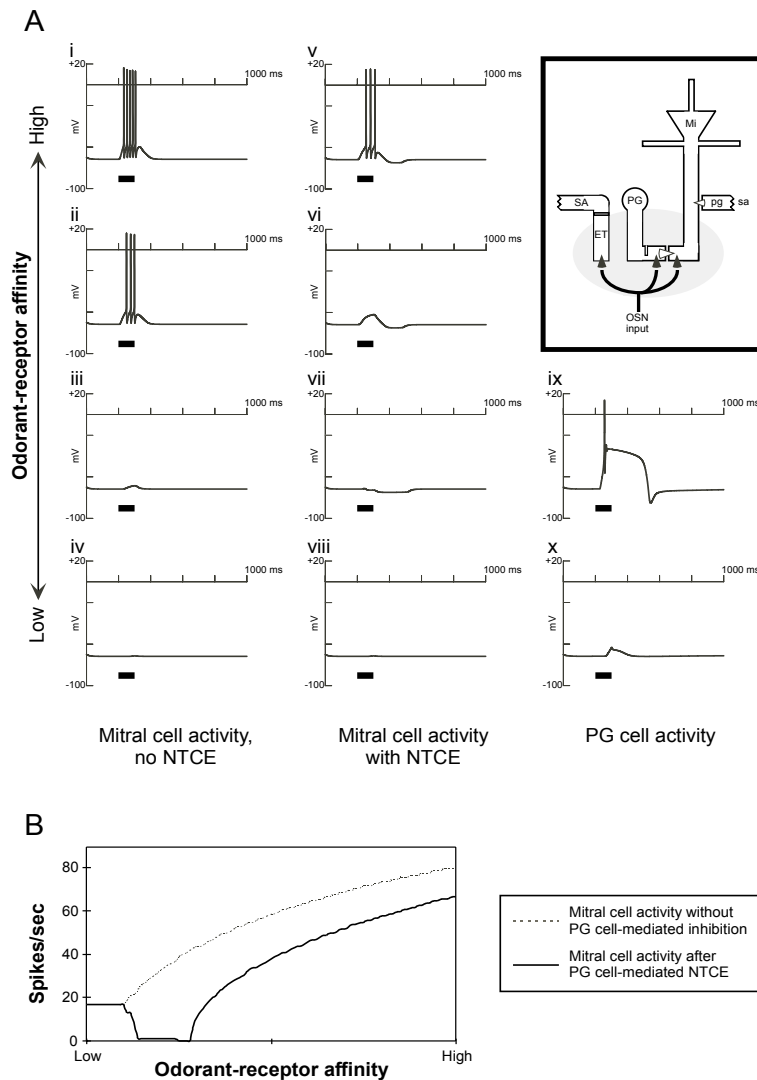 A
i
+20
1000 ms
mV
-100
v
+20
1000 ms
mV
-100
Mi
SA
PG
pg
sa
ET
OSN
input
High
Odorant-receptor affinity
Low
ii
+20
mV
-100
vi
+20
mV
-100
iii
+20
1000 ms
mV
-100
vii
+20
1000 ms
mV
-100
ix
+20
1000 ms
mV
-100
iv
+20
1000 ms
mV
-100
viii
+20
1000 ms
mV
-100
x
+20
1000 ms
mV
-100
Mitral cell activity,
no NTCE
Mitral cell activity
with NTCE
PG cell activity
B
80
60
40
20
0
Spikes/sec
Low
High
Odorant-receptor affinity
Mitral cell activity without
PG cell-mediated inhibition
Mitral cell activity after
PG cell-mediated NTCE